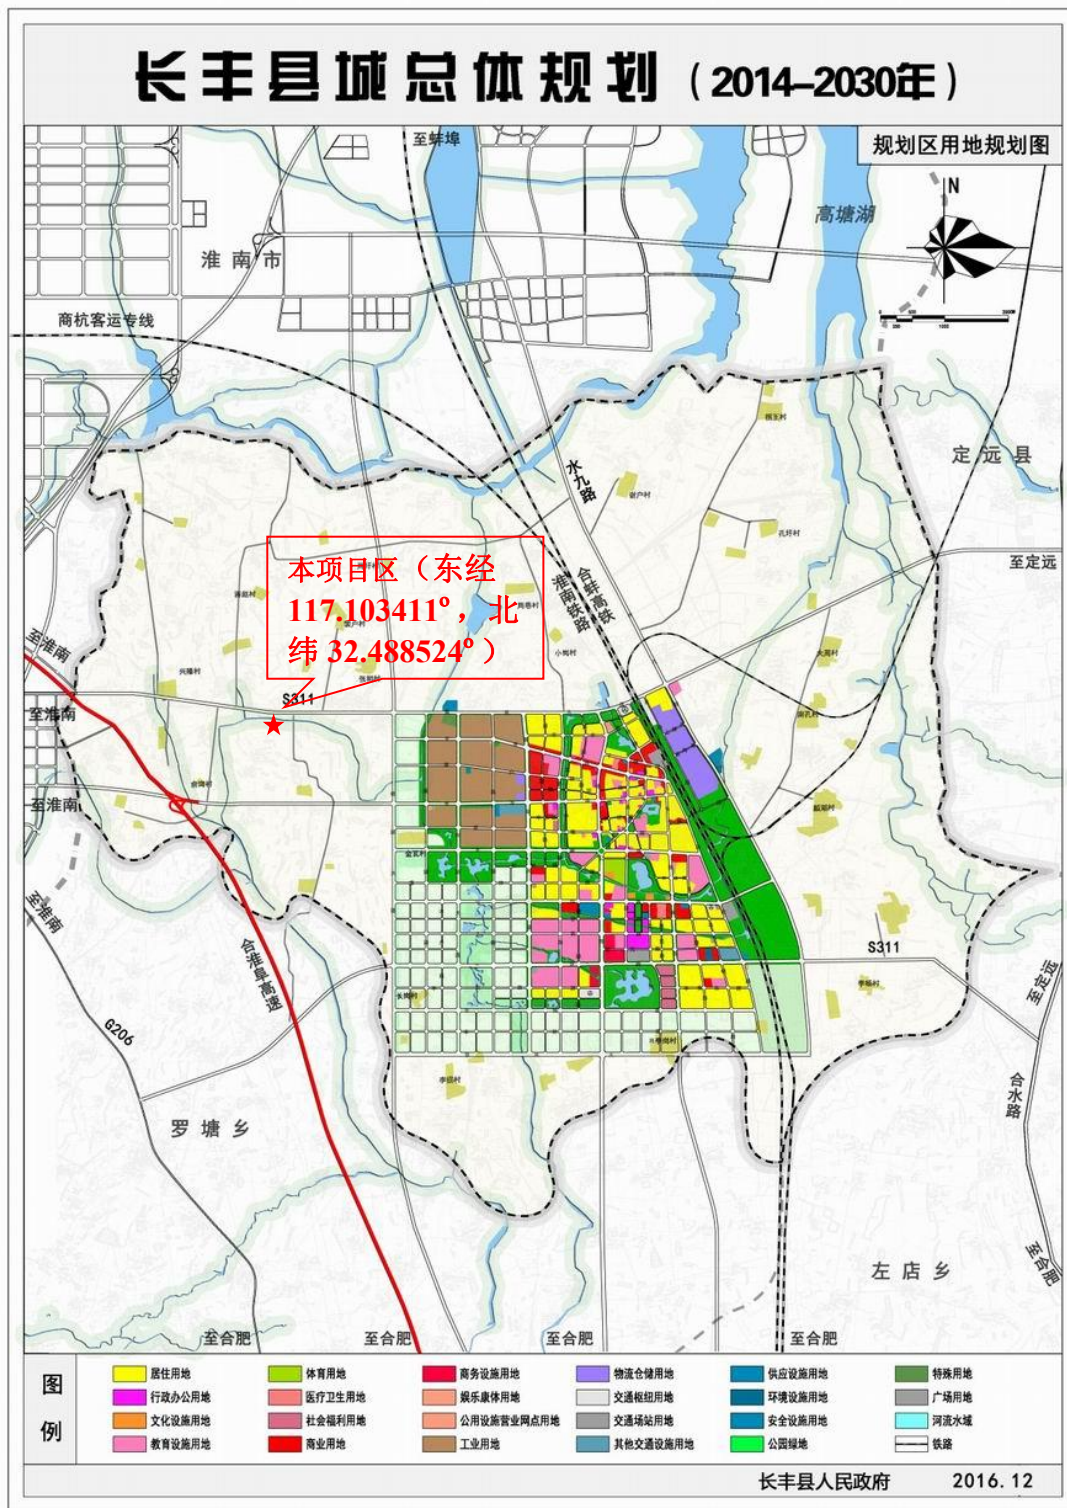 长丰县城总体规划（2014—2030年）
规划区用地规划图
至蚌埠
N
高塘湖
淮南市
商杭客运专线
定远县
水九路
至定远
淮南铁路
合蚌高铁
本项目区（东经
117.103411°，北
纬 32.488524°）
至淮南
兴隆村
S311
至淮南
至淮南
至淮南
合淮阜高速
S311
至定远
G206
合水路
罗塘乡
左店乡
至合肥
至合肥
至合肥
至合肥
至合肥
图例
居住用地
体育用地
商务设施用地
物流仓储用地
供应设施用地
特殊用地
行政办公用地
医疗卫生用地
娱乐康体用地
交通枢纽用地
环境设施用地
广场用地
文化设施用地
社会福利用地
公用设施营业网点用地
交通场站用地
安全设施用地
河流水域
教育设施用地
商业用地
工业用地
其他交通设施用地
公园绿地
铁路
长丰县人民政府 2016.12